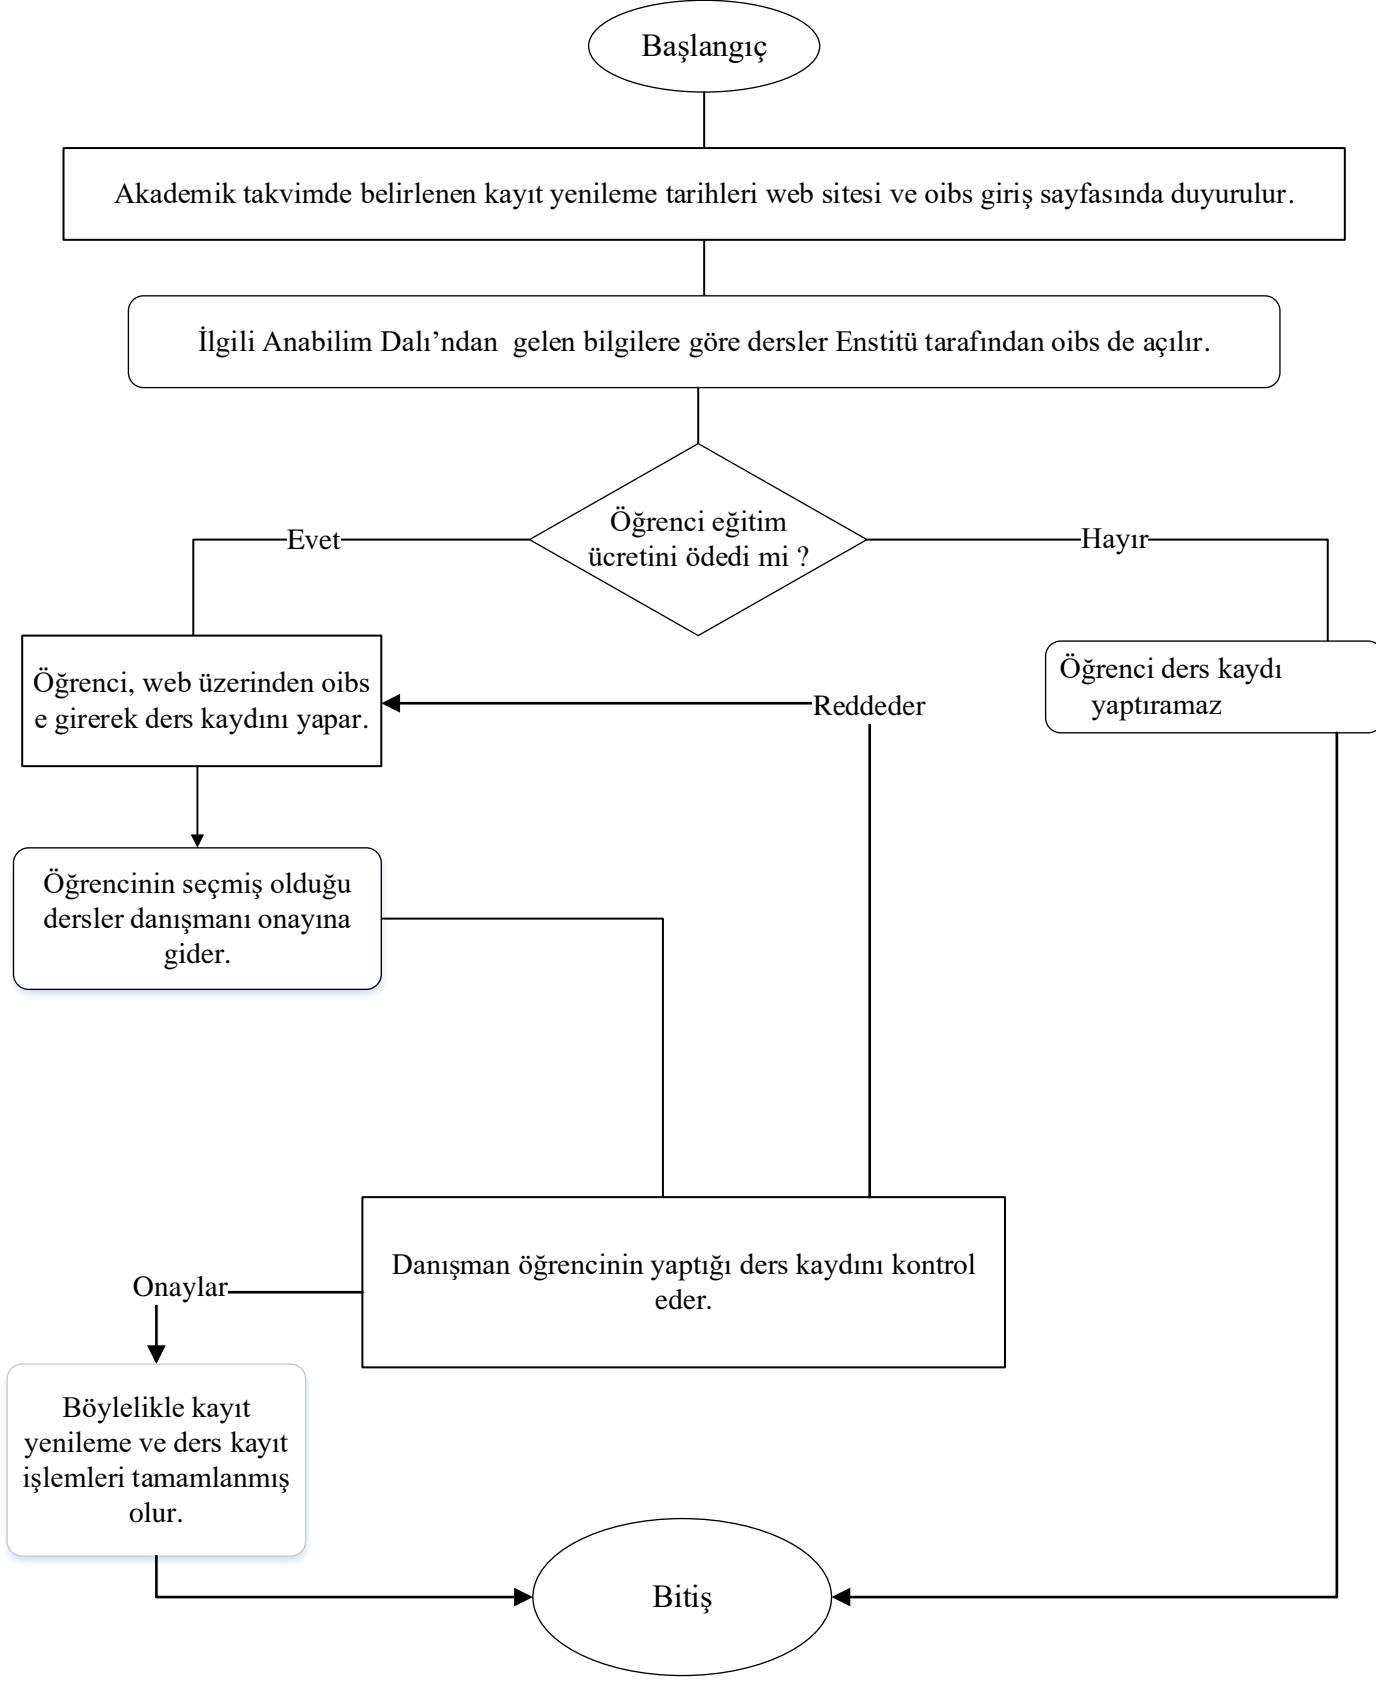 Başlangıç
Akademik takvimde belirlenen kayıt yenileme tarihleri web sitesi ve oibs giriş sayfasında duyurulur.
İlgili Anabilim Dalı’ndan  gelen bilgilere göre dersler Enstitü tarafından oibs de açılır.
Öğrenci eğitim
ücretini ödedi mi ?
Evet
Hayır
Öğrenci, web üzerinden oibs
e girerek ders kaydını yapar.
Reddeder
Öğrenci ders kaydı
yaptıramaz
Öğrencinin seçmiş olduğu
dersler danışmanı onayına
gider.
Danışman öğrencinin yaptığı ders kaydını kontrol
eder.
Onaylar
Böylelikle kayıt
yenileme ve ders kayıt
işlemleri tamamlanmış
olur.
Bitiş